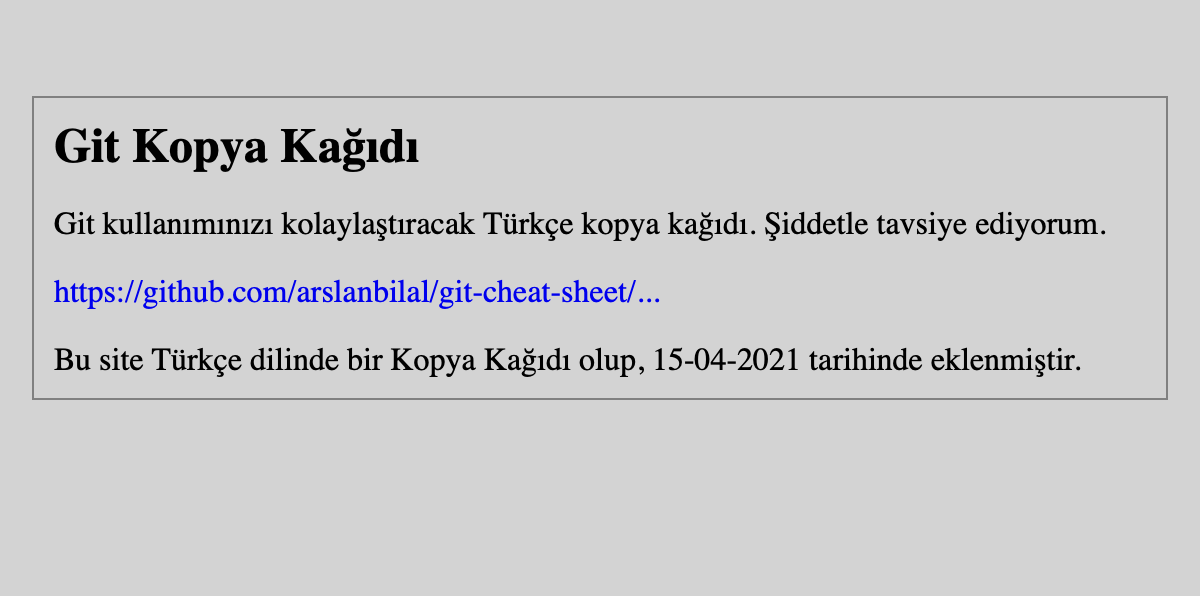 Git Kopya Kağıdı
Git kullanımınızı kolaylaştıracak Türkçe kopya kağıdı. Şiddetle tavsiye ediyorum.
https://github.com/arslanbilal/git-cheat-sheet/...
Bu site Türkçe dilinde bir Kopya Kağıdı olup, 15-04-2021 tarihinde eklenmiştir.